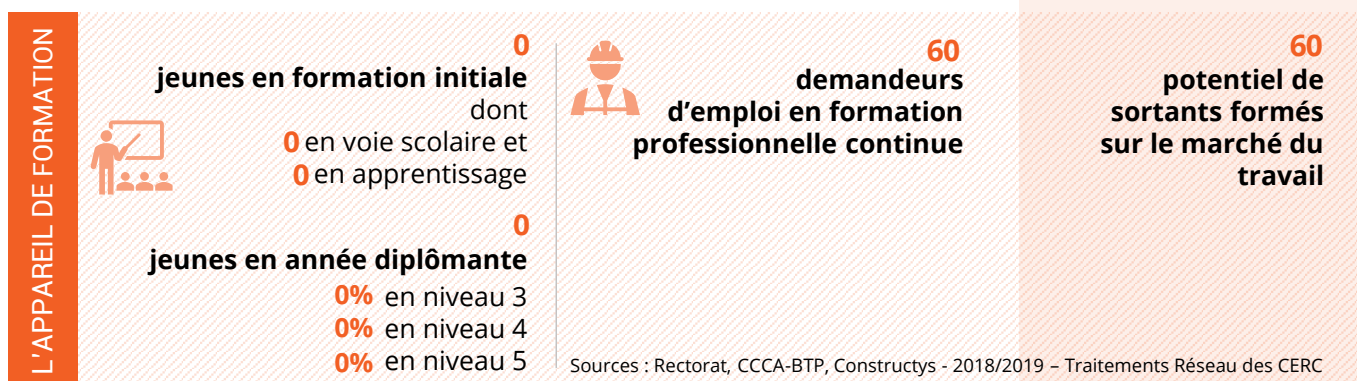 L'APPAREIL DE FORMATION
0
jeunes en formation initiale
dont
0 en voie scolaire et
0 en apprentissage
0
jeunes en année diplômante
0% en niveau 3
0% en niveau 4
0% en niveau 5
60
demandeurs
d'emploi en formation
professionnelle continue
60
potentiel de
sortants formés
sur le marché du
travail
Sources : Rectorat, CCCA-BTP, Constructys - 2018/2019 – Traitements Réseau des CERC